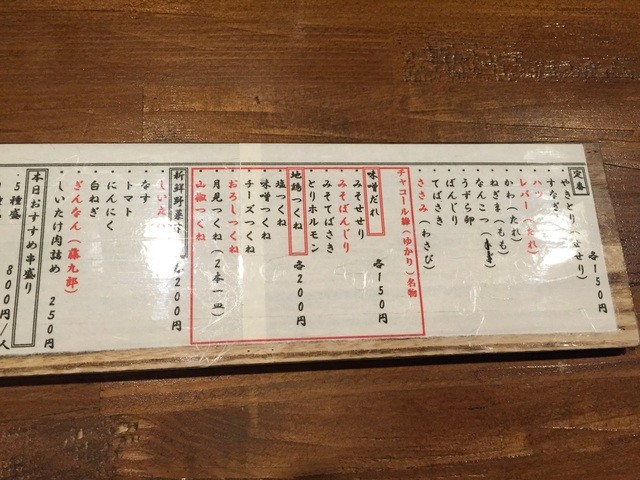 定番
各150円
・やきとり(せせり)
・すなぎも
・ハツ
・レバー(たれ)
・かわ(たれ)
・ねぎま(もも)
・なんこつ
・うずら卵
・ぼんじり
・てばさき
・ささみ(わさび)
チャコール(ゆかり)名物
味噌だれ
各150円
・みそせせり
・みそぼんじり
・みそてばさき
・とりホルモン
地鶏つくね
各200円
・塩つくね
・味噌つくね
・チーズつくね
・おろしつくね
・月見つくね(2本一皿)
・山椒つくね
新鮮野菜
200円
・しいたけ
・なす
・トマト
・にんにく
・白ねぎ
・ぎんなん(藤九郎)
・しいたけ肉詰め 250円
本日おすすめ串盛り
5種盛 800円/人